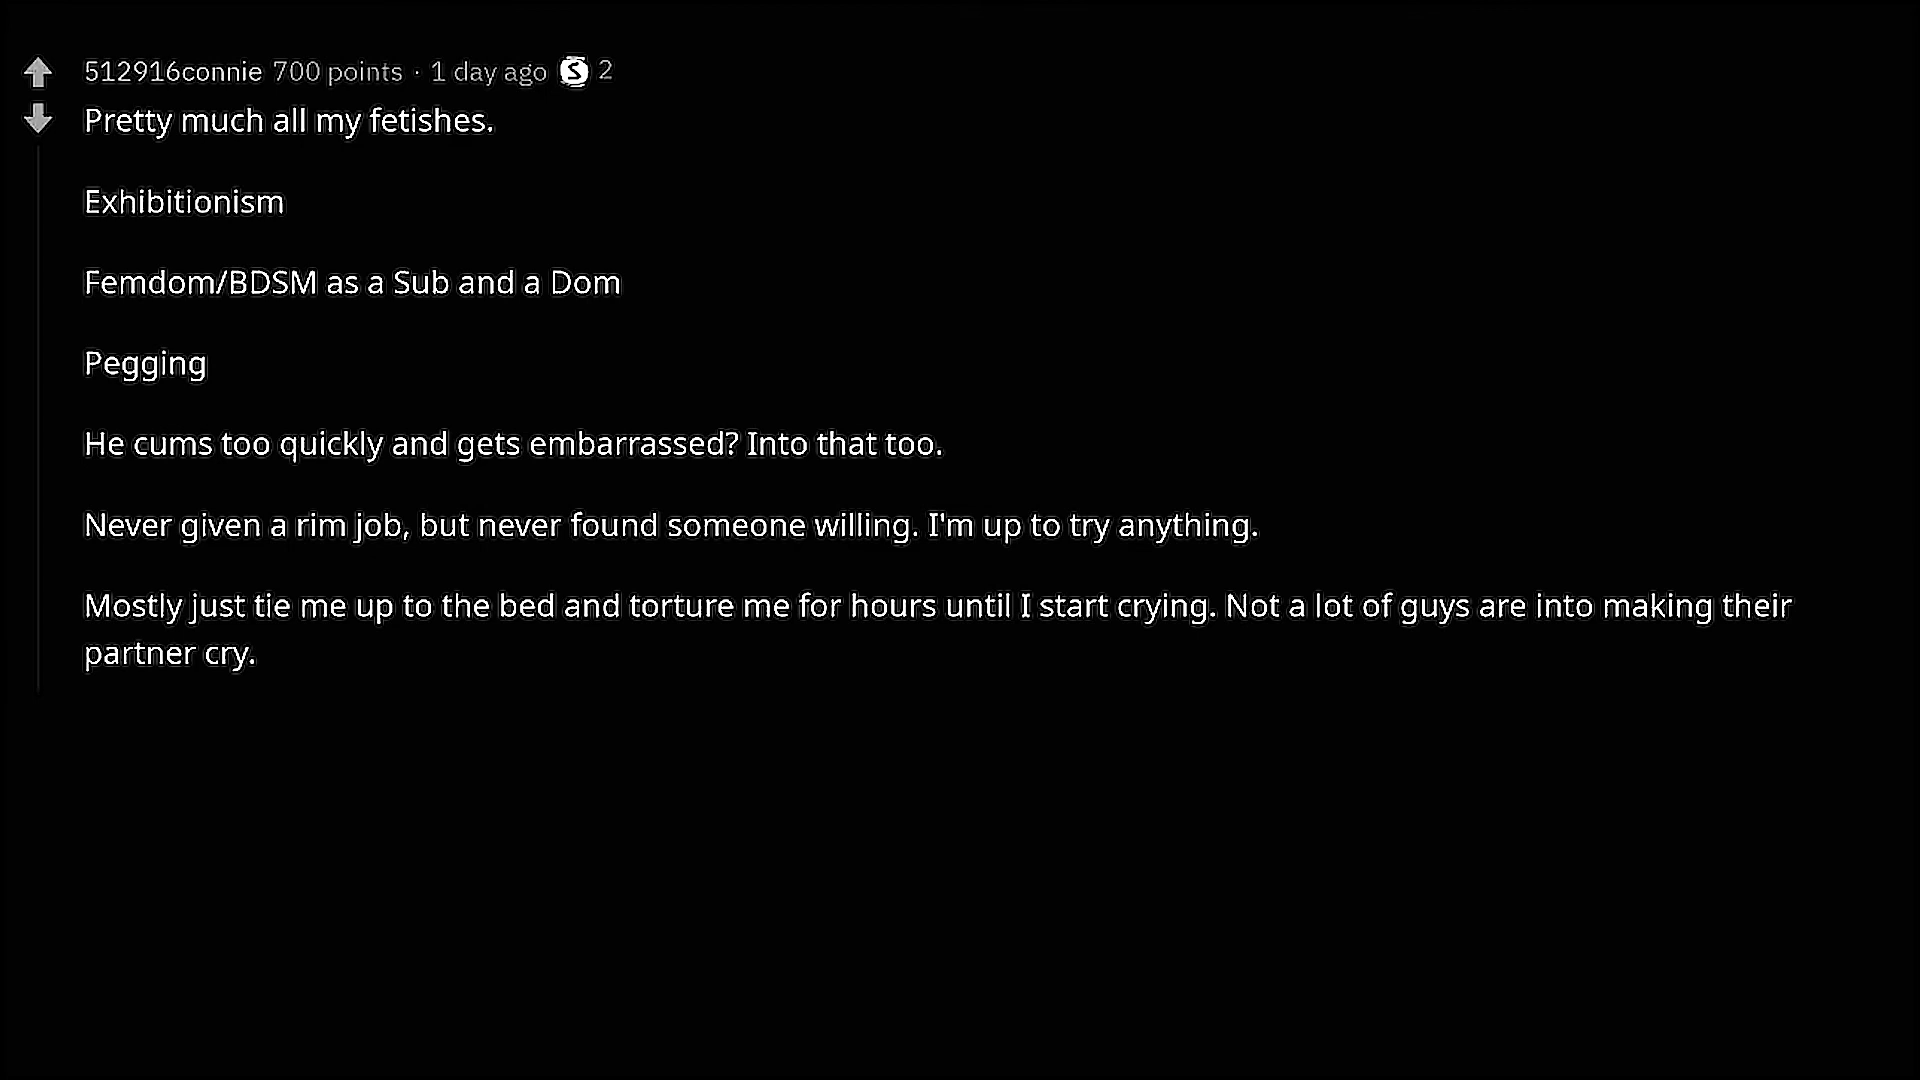 512916connie 700 points · 1 day ago S 2
Pretty much all my fetishes.
Exhibitionism
Femdom/BDSM as a Sub and a Dom
Pegging
He cums too quickly and gets embarrassed? Into that too.
Never given a rim job, but never found someone willing. I'm up to try anything.
Mostly just tie me up to the bed and torture me for hours until I start crying. Not a lot of guys are into making their
partner cry.